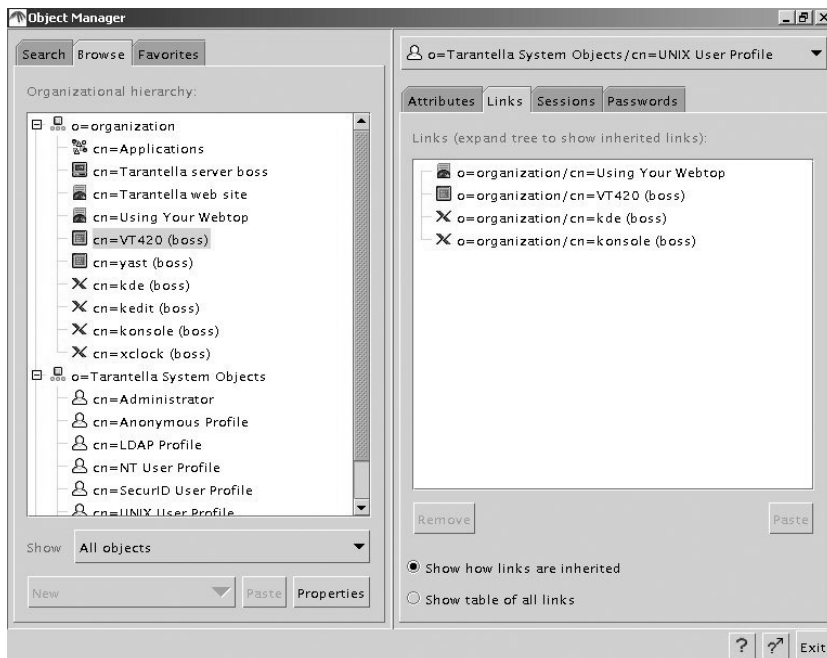 Object Manager
Search Browse Favorites
Organizational hierarchy:
o=organization
cn=Applications
cn=Tarantella server boss
cn=Tarantella web site
cn=Using Your Webtop
cn=VT420 (boss)
cn=yast (boss)
cn=kde (boss)
cn=kedit (boss)
cn=konsole (boss)
cn=xclock (boss)
o=Tarantella System Objects
cn=Administrator
cn=Anonymous Profile
cn=LDAP Profile
cn=NT User Profile
cn=SecurID User Profile
cn=UNIX User Profile
Show All objects
New Paste Properties
o=Tarantella System Objects/cn=UNIX User Profile
Attributes Links Sessions Passwords
Links (expand tree to show inherited links):
o=organization/cn=Using Your Webtop
o=organization/cn=VT420 (boss)
o=organization/cn=kde (boss)
o=organization/cn=konsole (boss)
Remove Paste
Show how links are inherited
Show table of all links
? ? Exit